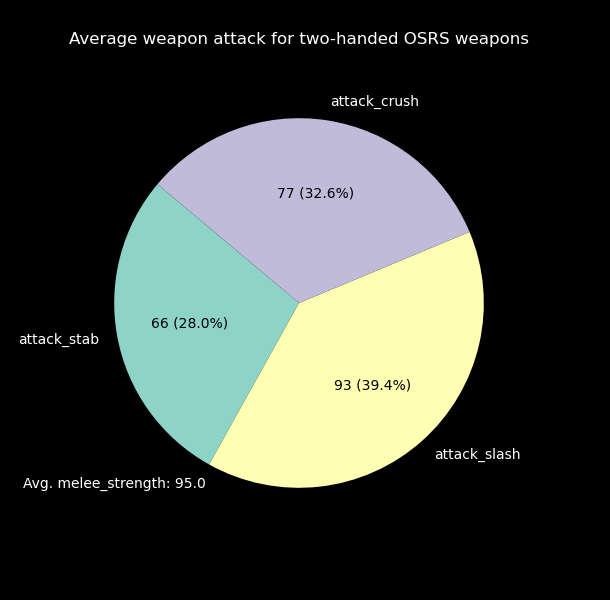 Average weapon attack for two-handed OSRS weapons
attack_crush
77 (32.6%)
66 (28.0%)
attack_stab
93 (39.4%)
attack_slash
Avg. melee_strength: 95.0